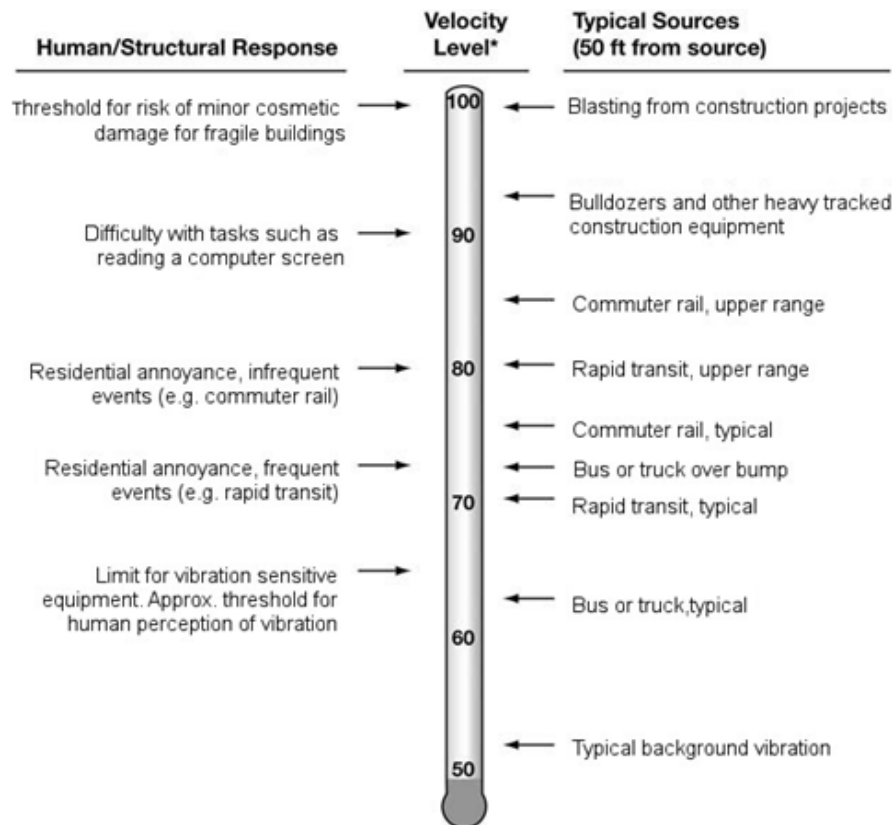 Human/Structural Response
Velocity
Level*
Typical Sources
(50 ft from source)
Threshold for risk of minor cosmetic
damage for fragile buildings
100
Blasting from construction projects
Bulldozers and other heavy tracked
construction equipment
Difficulty with tasks such as
reading a computer screen
90
Commuter rail, upper range
Residential annoyance, infrequent
events (e.g. commuter rail)
80
Rapid transit, upper range
Commuter rail, typical
Residential annoyance, frequent
events (e.g. rapid transit)
Bus or truck over bump
70
Rapid transit, typical
Limit for vibration sensitive
equipment. Approx. threshold for
human perception of vibration
Bus or truck,typical
60
Typical background vibration
50